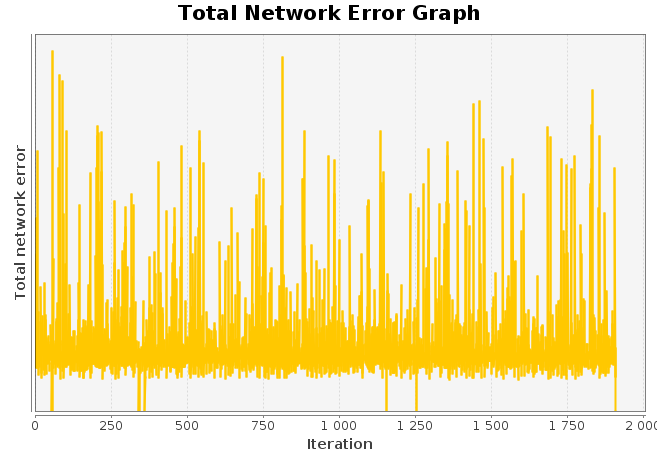 Total Network Error Graph
Total network error
0 250 500 750 1 000 1 250 1 500 1 750 2 000
Iteration